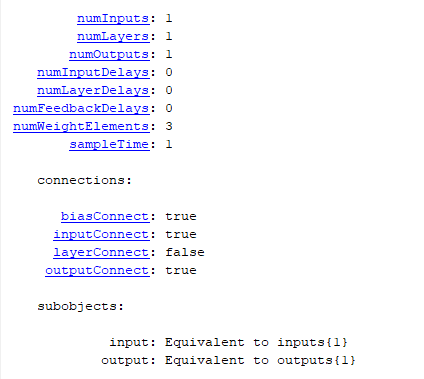 numInputs: 1
numLayers: 1
numOutputs: 1
numInputDelays: 0
numLayerDelays: 0
numFeedbackDelays: 0
numWeightElements: 3
sampleTime: 1
connections:
biasConnect: true
inputConnect: true
layerConnect: false
outputConnect: true
subobjects:
input: Equivalent to inputs{1}
output: Equivalent to outputs{1}